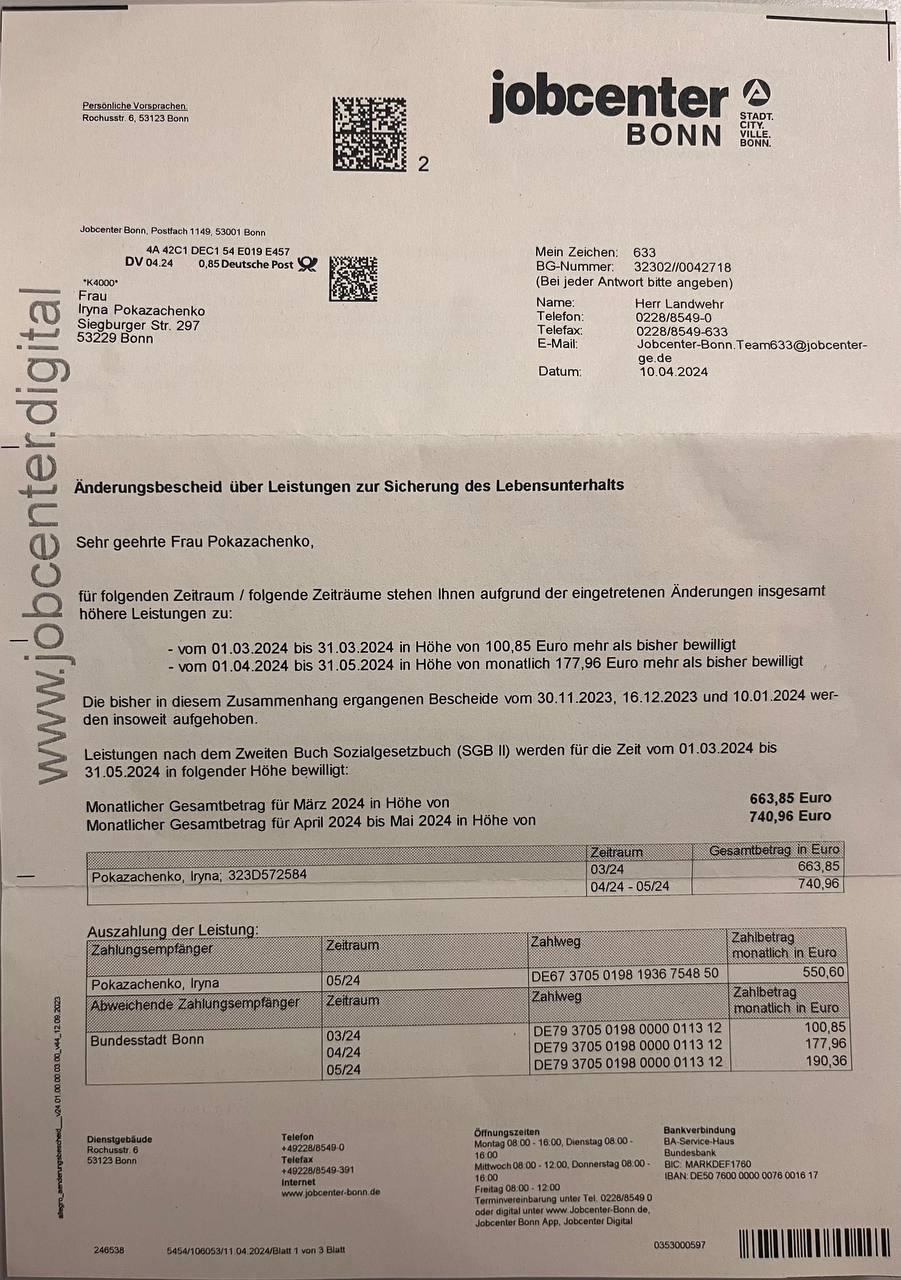 Persönliche Vorsprachen:
Rochusstr. 6, 53123 Bonn
2
jobcenter
BONN
STADT.
CITY.
VILLE.
BONN.
Jobcenter Bonn, Postfach 1149, 53001 Bonn
4A 42C1 DEC1 54 E019 E457
DV 04.24 0,85 Deutsche Post
*K4000*
Frau
Iryna Pokazachenko
Siegburger Str. 297
53229 Bonn
Mein Zeichen: 633
BG-Nummer: 32302//0042718
(Bei jeder Antwort bitte angeben)
Name: Herr Landwehr
Telefon: 0228/8549-0
Telefax: 0228/8549-633
E-Mail: Jobcenter-Bonn.Team633@jobcenter-
ge.de
Datum: 10.04.2024
www.jobcenter.digital
Änderungsbescheid über Leistungen zur Sicherung des Lebensunterhalts
Sehr geehrte Frau Pokazachenko,
für folgenden Zeitraum / folgende Zeiträume stehen Ihnen aufgrund der eingetretenen Änderungen insgesamt
höhere Leistungen zu:
- vom 01.03.2024 bis 31.03.2024 in Höhe von 100,85 Euro mehr als bisher bewilligt
- vom 01.04.2024 bis 31.05.2024 in Höhe von monatlich 177,96 Euro mehr als bisher bewilligt
Die bisher in diesem Zusammenhang ergangenen Bescheide vom 30.11.2023, 16.12.2023 und 10.01.2024 wer-
den insoweit aufgehoben.
Leistungen nach dem Zweiten Buch Sozialgesetzbuch (SGB II) werden für die Zeit vom 01.03.2024 bis
31.05.2024 in folgender Höhe bewilligt:
Monatlicher Gesamtbetrag für März 2024 in Höhe von 663,85 Euro
Monatlicher Gesamtbetrag für April 2024 bis Mai 2024 in Höhe von 740,96 Euro
Zeitraum Gesamtbetrag in Euro
Pokazachenko, Iryna; 323D572584 03/24 663,85
04/24 - 05/24 740,96
Auszahlung der Leistung:
Zahlungsempfänger Zeitraum Zahlweg Zahlbetrag
monatlich in Euro
Pokazachenko, Iryna 05/24 DE67 3705 0198 1936 7548 50 550,60
Abweichende Zahlungsempfänger Zeitraum Zahlweg Zahlbetrag
monatlich in Euro
Bundesstadt Bonn 03/24 DE79 3705 0198 0000 0113 12 100,85
04/24 DE79 3705 0198 0000 0113 12 177,96
05/24 DE79 3705 0198 0000 0113 12 190,36
Dienstgebäude
Rochusstr. 6
53123 Bonn
Telefon
+49228/8549-0
Telefax
+49228/8549-391
Internet
www.jobcenter-bonn.de
Öffnungszeiten
Montag 08:00 - 16:00, Dienstag 08:00 -
16:00
Mittwoch 08:00 - 12:00, Donnerstag 08:00 -
16:00
Freitag 08:00 - 12:00
Terminvereinbarung unter Tel. 0228/8549 0
oder digital unter www.Jobcenter-Bonn.de,
Jobcenter Bonn App, Jobcenter Digital
Bankverbindung
BA-Service-Haus
Bundesbank
BIC: MARKDEF1760
IBAN: DE50 7600 0000 0076 0016 17
246538
5454/106053/11.04.2024/Blatt 1 von 3 Blatt
0353000597